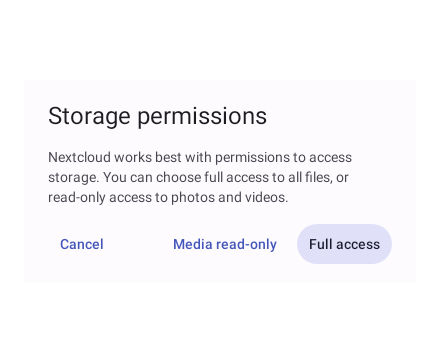 Storage permissions
Nextcloud works best with permissions to access
storage. You can choose full access to all files, or
read-only access to photos and videos.
Cancel
Media read-only
Full access